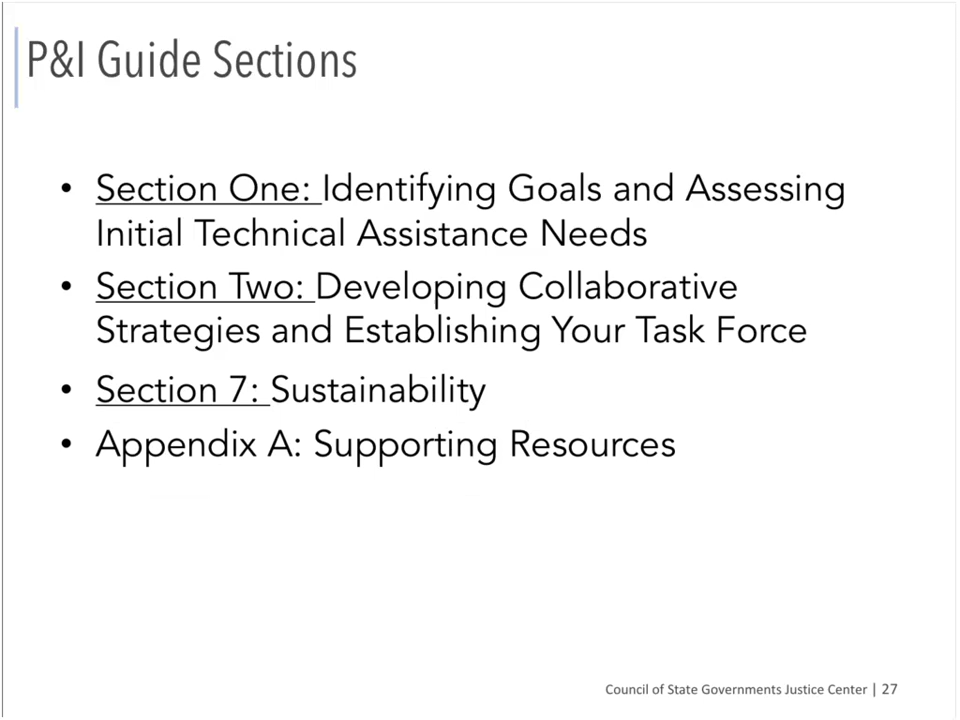 P&I Guide Sections
• Section One: Identifying Goals and Assessing
Initial Technical Assistance Needs
• Section Two: Developing Collaborative
Strategies and Establishing Your Task Force
• Section 7: Sustainability
• Appendix A: Supporting Resources
Council of State Governments Justice Center | 27